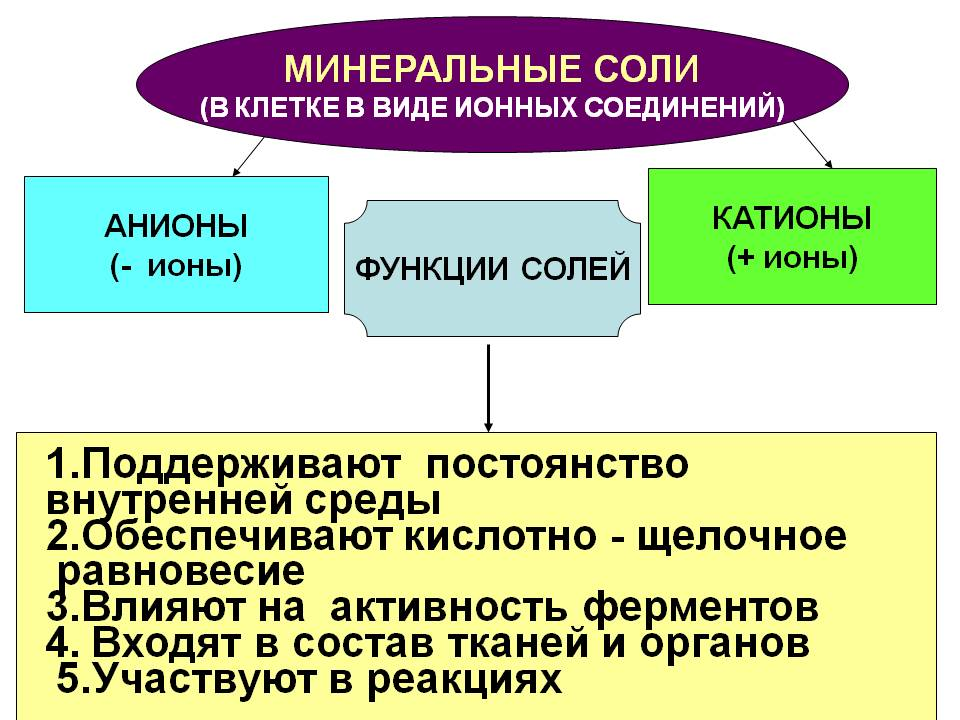 МИНЕРАЛЬНЫЕ СОЛИ
(В КЛЕТКЕ В ВИДЕ ИОННЫХ СОЕДИНЕНИЙ)
АНИОНЫ
(- ионы)
ФУНКЦИИ СОЛЕЙ
КАТИОНЫ
(+ ионы)
1.Поддерживают постоянство
внутренней среды
2.Обеспечивают кислотно - щелочное
равновесие
3.Влияют на активность ферментов
4. Входят в состав тканей и органов
5.Участвуют в реакциях